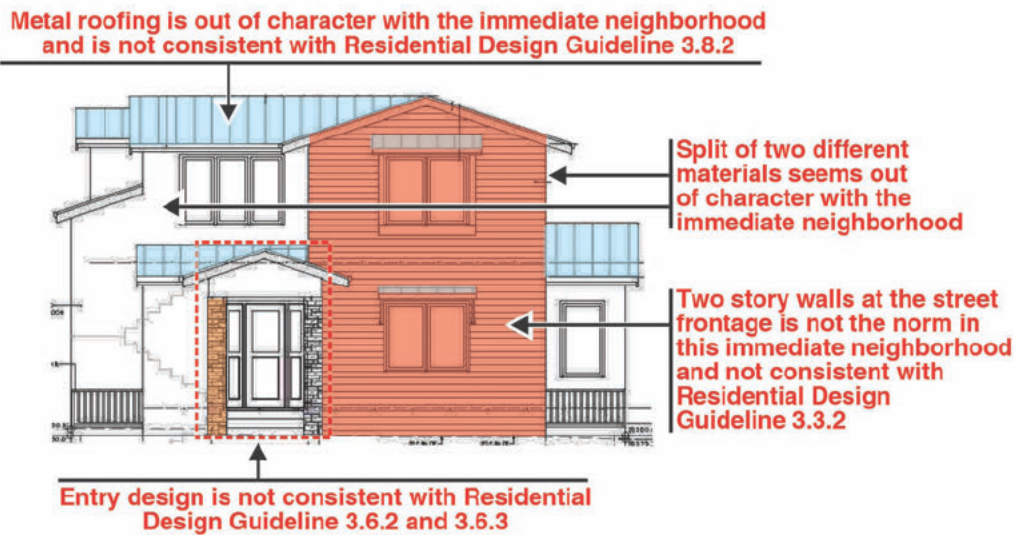 Metal roofing is out of character with the immediate neighborhood
and is not consistent with Residential Design Guideline 3.8.2
Split of two different
materials seems out
of character with the
immediate neighborhood
Two story walls at the street
frontage is not the norm in
this immediate neighborhood
and not consistent with
Residential Design
Guideline 3.3.2
Entry design is not consistent with Residential
Design Guideline 3.6.2 and 3.6.3